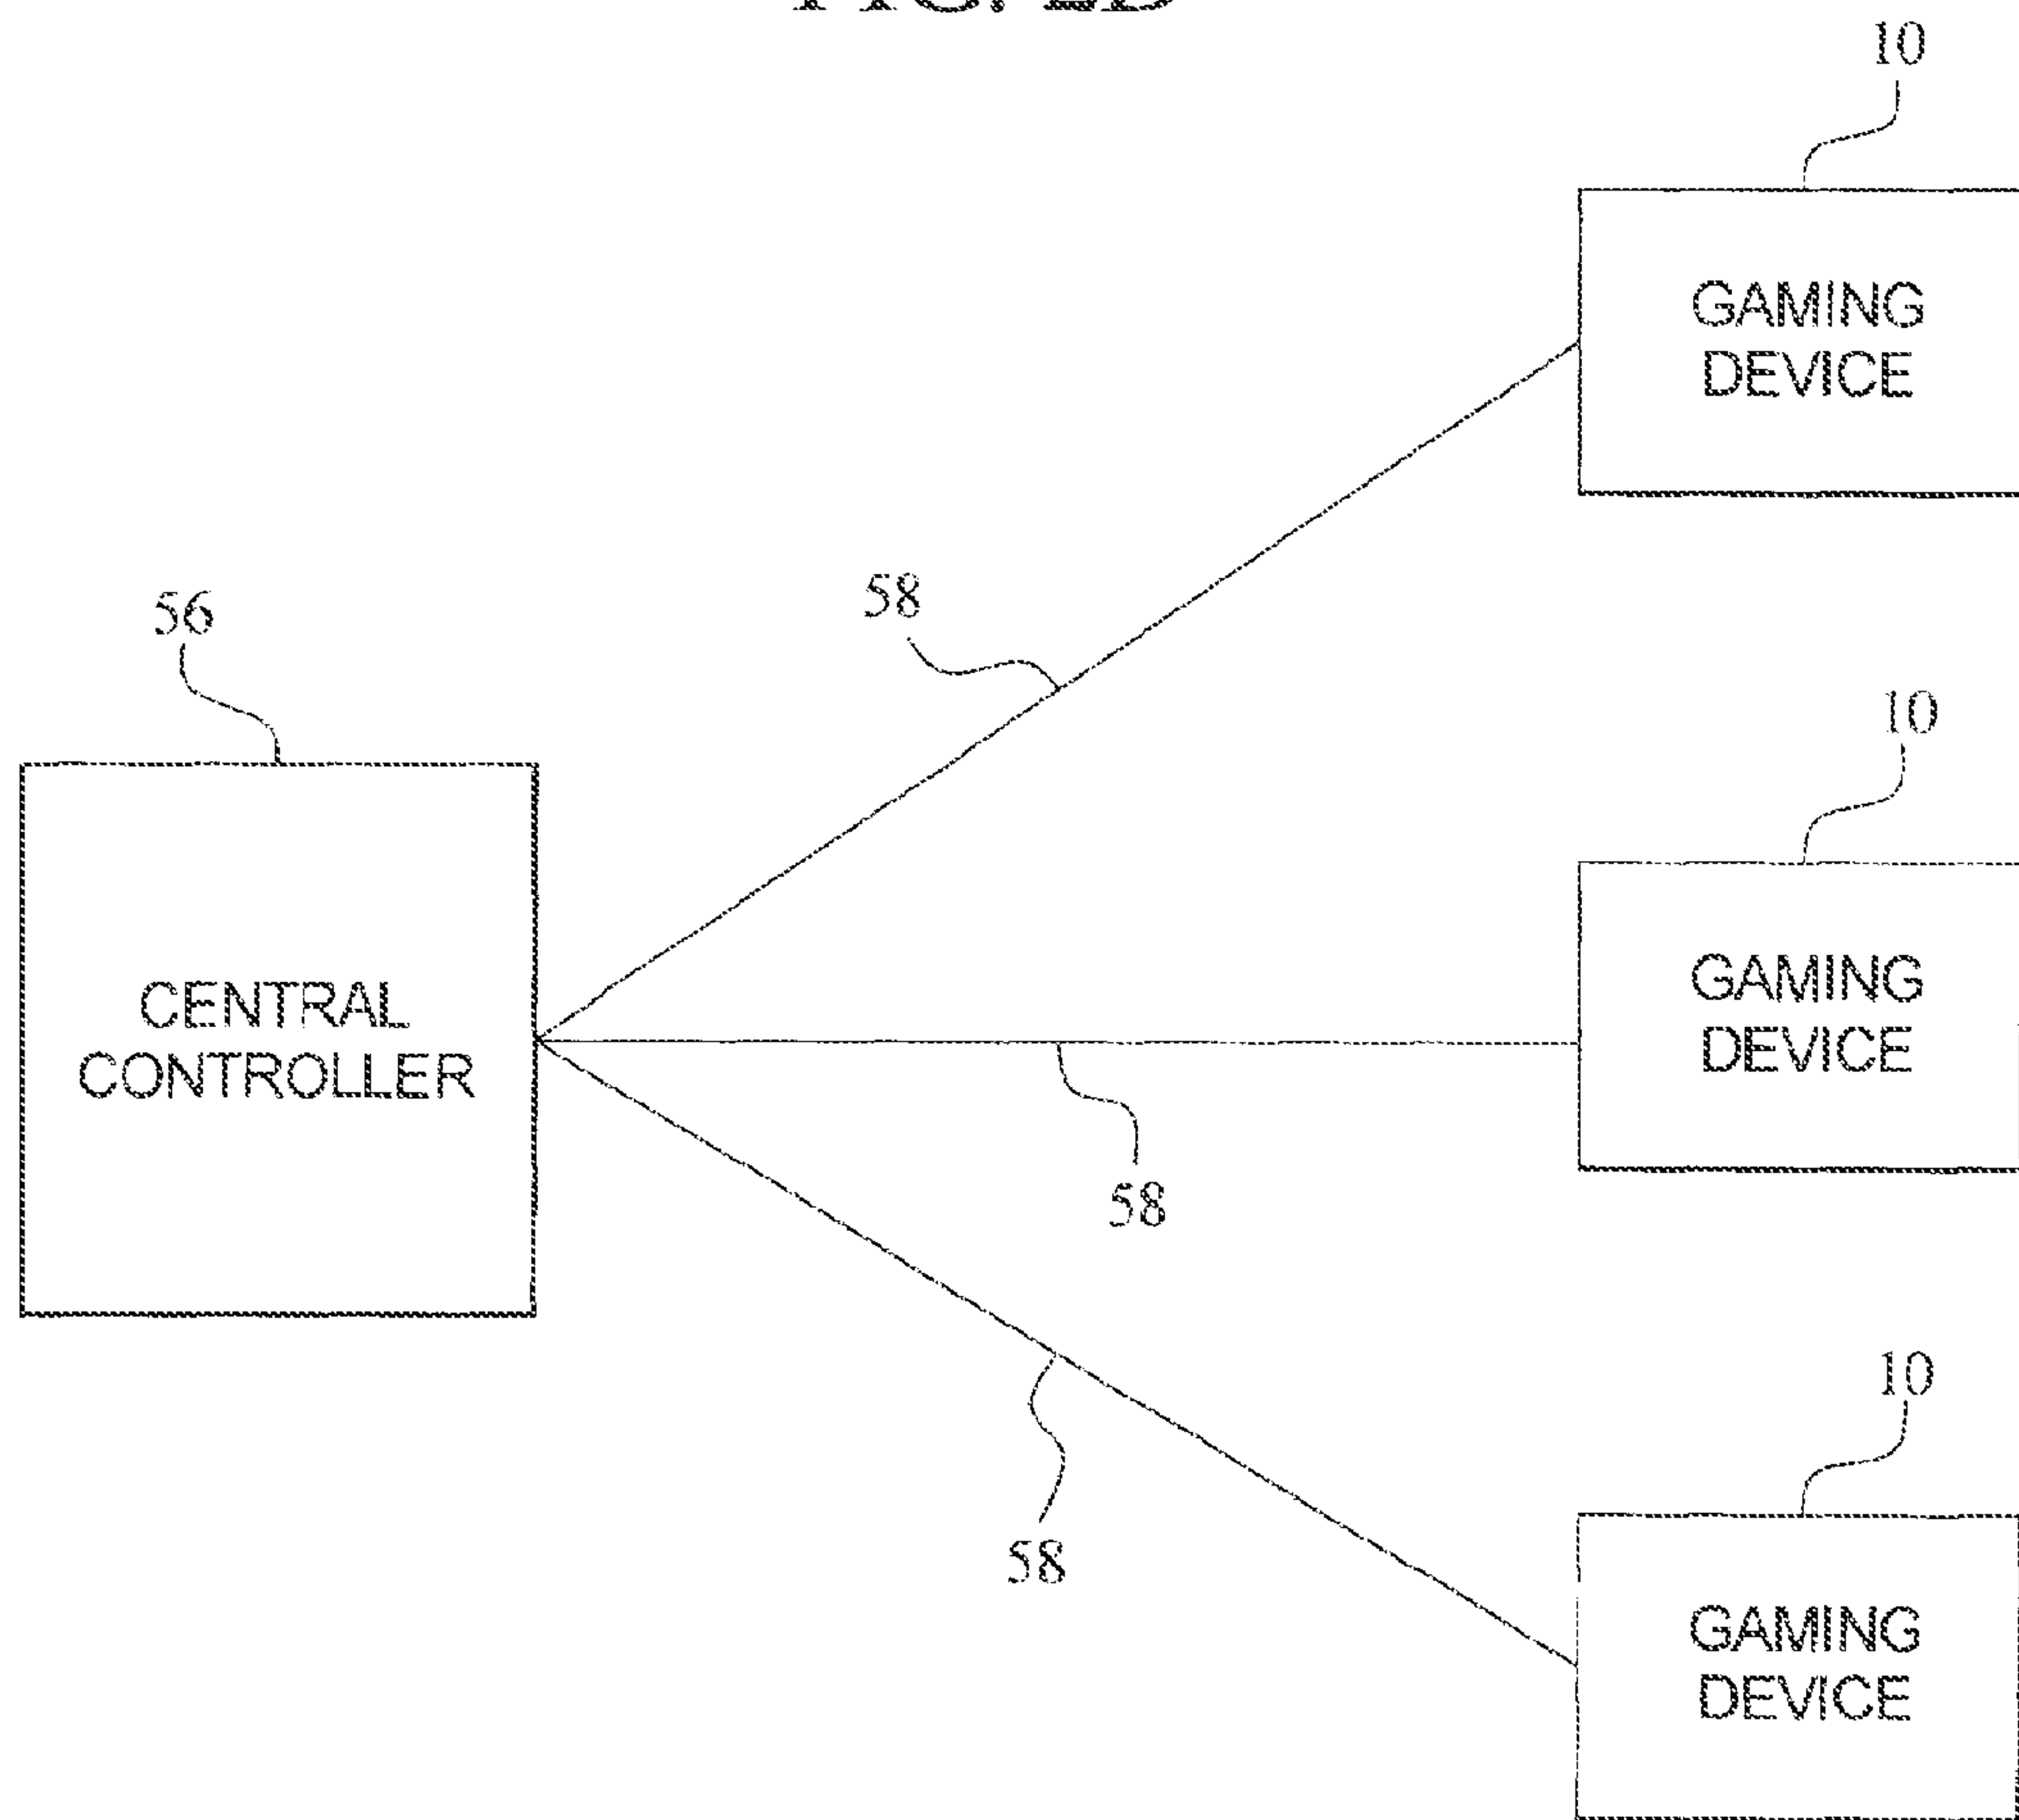 10
GAMING
DEVICE
58
56
10
CENTRAL
CONTROLLER
GAMING
DEVICE
58
10
58
GAMING
DEVICE